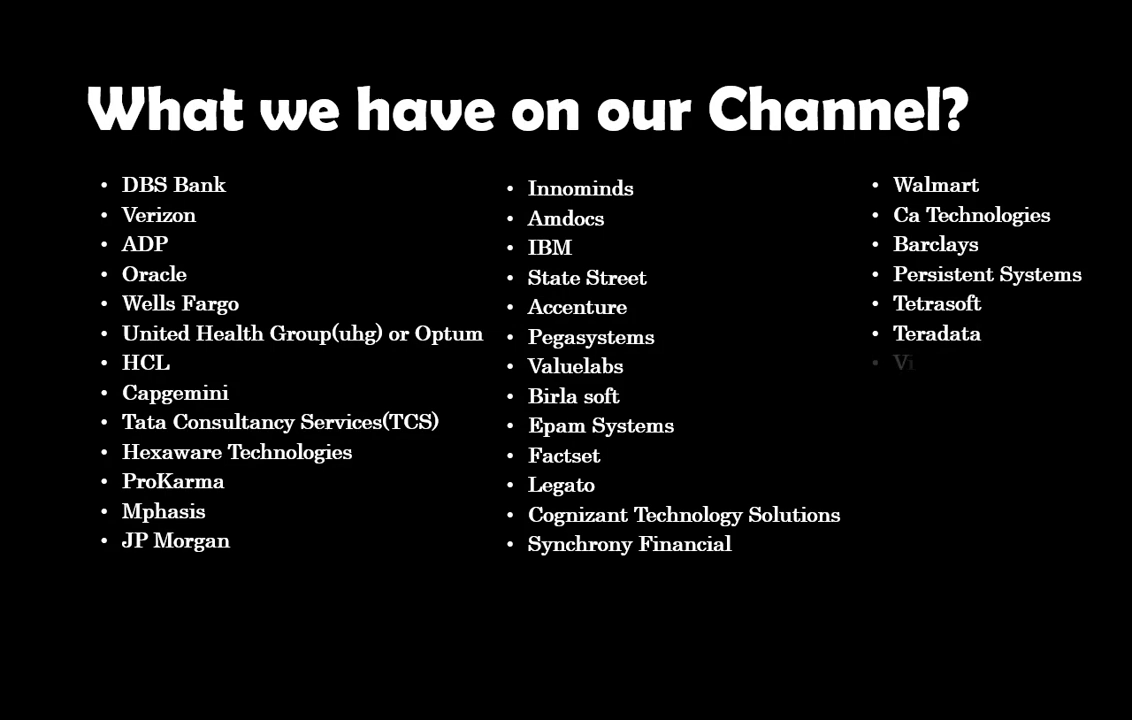 What we have on our Channel?
• DBS Bank
• Verizon
• ADP
• Oracle
• Wells Fargo
• United Health Group(uhg) or Optum
• HCL
• Capgemini
• Tata Consultancy Services(TCS)
• Hexaware Technologies
• ProKarma
• Mphasis
• JP Morgan
• Innominds
• Amdocs
• IBM
• State Street
• Accenture
• Pegasystems
• Valuelabs
• Birla soft
• Epam Systems
• Factset
• Legato
• Cognizant Technology Solutions
• Synchrony Financial
• Walmart
• Ca Technologies
• Barclays
• Persistent Systems
• Tetrasoft
• Teradata
• Vi